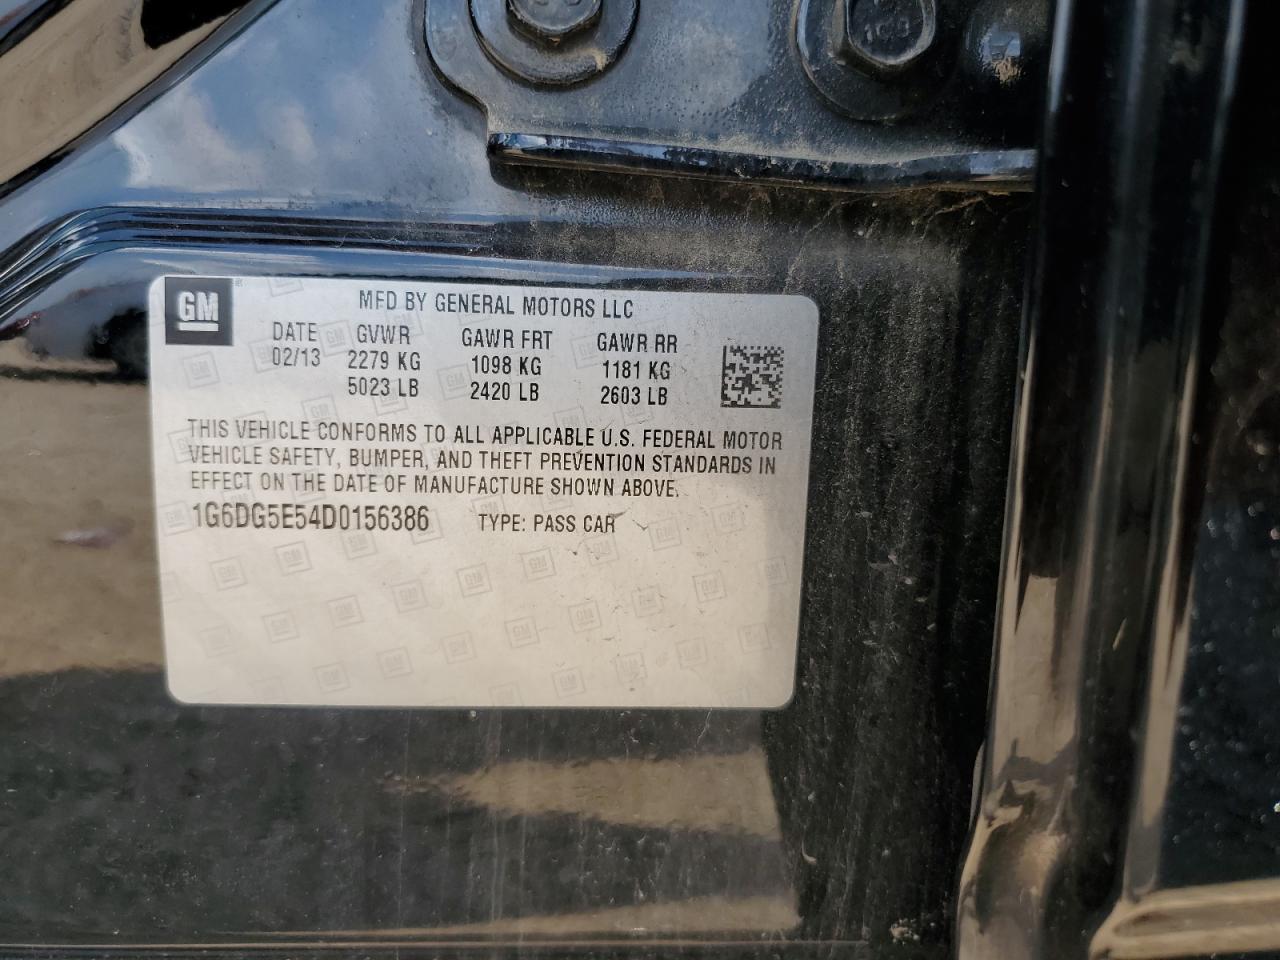 GM
MFD BY GENERAL MOTORS LLC
DATE GVWR GAWR FRT GAWR RR
02/13 2279 KG 1098 KG 1181 KG
5023 LB 2420 LB 2603 LB
THIS VEHICLE CONFORMS TO ALL APPLICABLE U.S. FEDERAL MOTOR
VEHICLE SAFETY, BUMPER, AND THEFT PREVENTION STANDARDS IN
EFFECT ON THE DATE OF MANUFACTURE SHOWN ABOVE.
1G6DG5E54D0156386 TYPE: PASS CAR